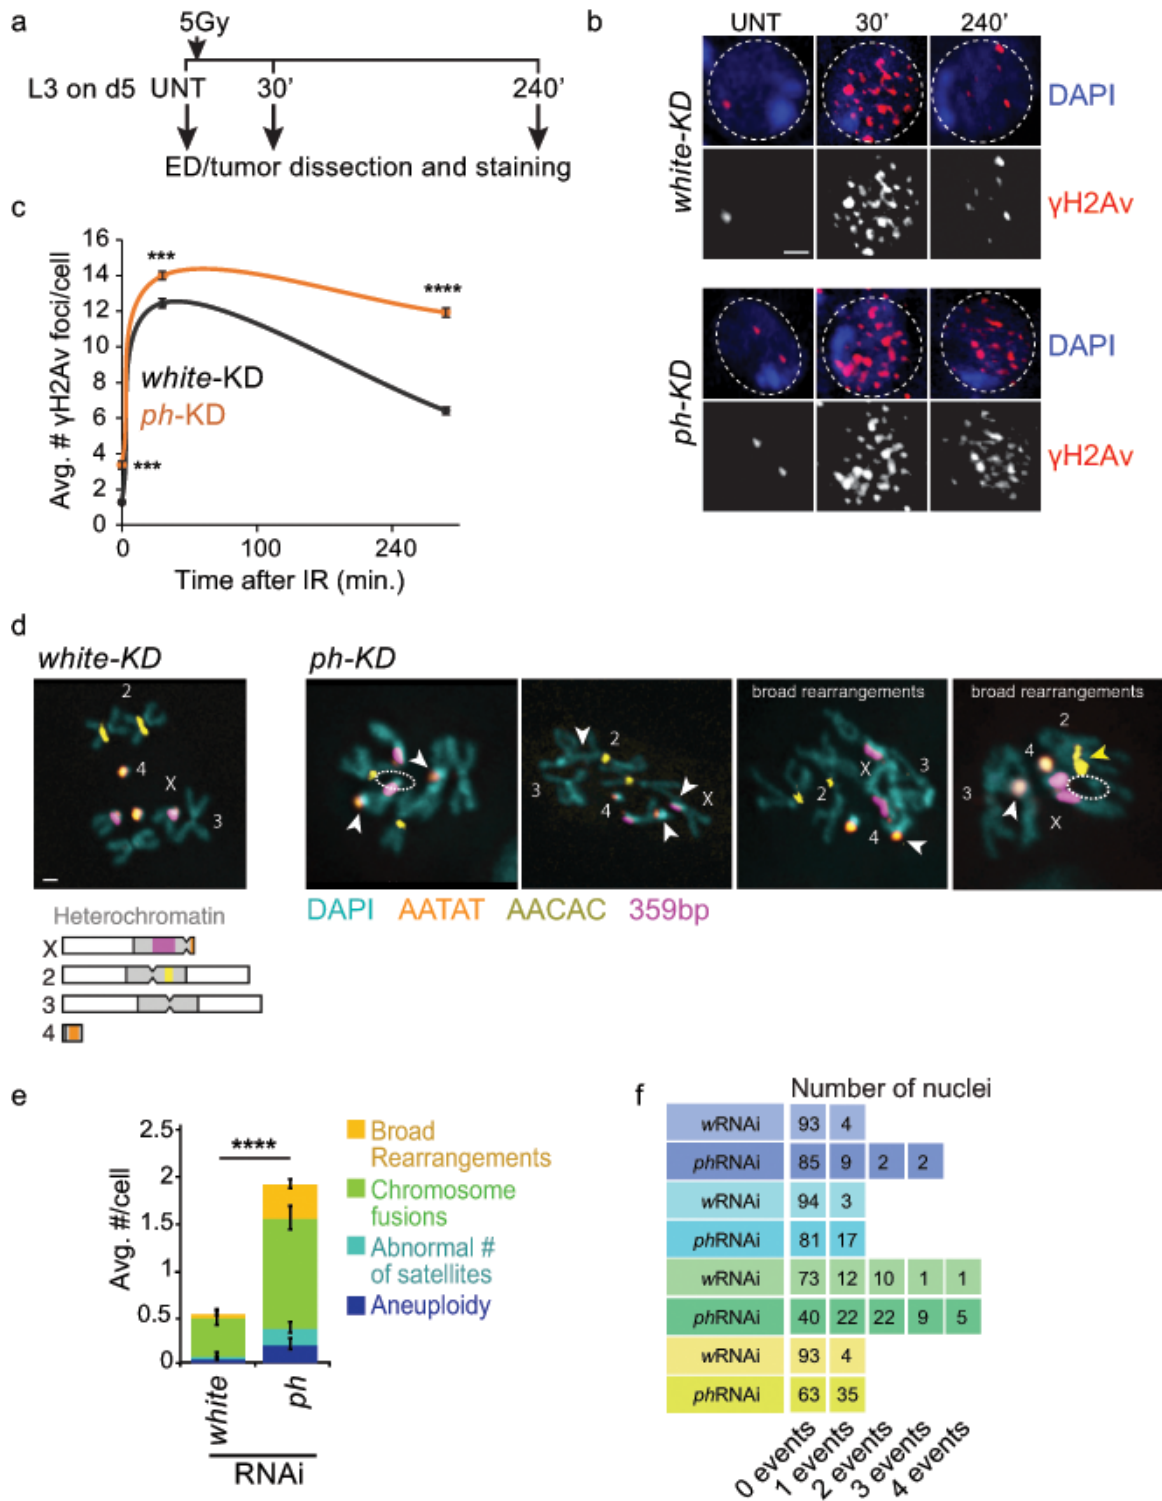 a
5Gy
L3 on d5 UNT 30’ 240’
ED/tumor dissection and staining
b
UNT 30’ 240’
white-KD
DAPI
γH2Av
ph-KD
DAPI
γH2Av
c
Avg. # γH2Av foci/cell
16
14
12
10
8
6
4
2
0
***
****
***
white-KD
ph-KD
0 100 240
Time after IR (min.)
d
white-KD
2
4
X
3
ph-KD
2
3
4
X
broad rearrangements
X
3
2
4
broad rearrangements
2
4
3
X
DAPI AATAT AACAC 359bp
Heterochromatin
X
2
3
4
e
Avg. #/cell
2.5
2
1.5
1
0.5
0
****
white
ph
RNAi
Broad
Rearrangements
Chromosome
fusions
Abnormal #
of satellites
Aneuploidy
f
Number of nuclei
wRNAi 93 4
phRNAi 85 9 2 2
wRNAi 94 3
phRNAi 81 17
wRNAi 73 12 10 1 1
phRNAi 40 22 22 9 5
wRNAi 93 4
phRNAi 63 35
0 events
1 events
2 events
3 events
4 events